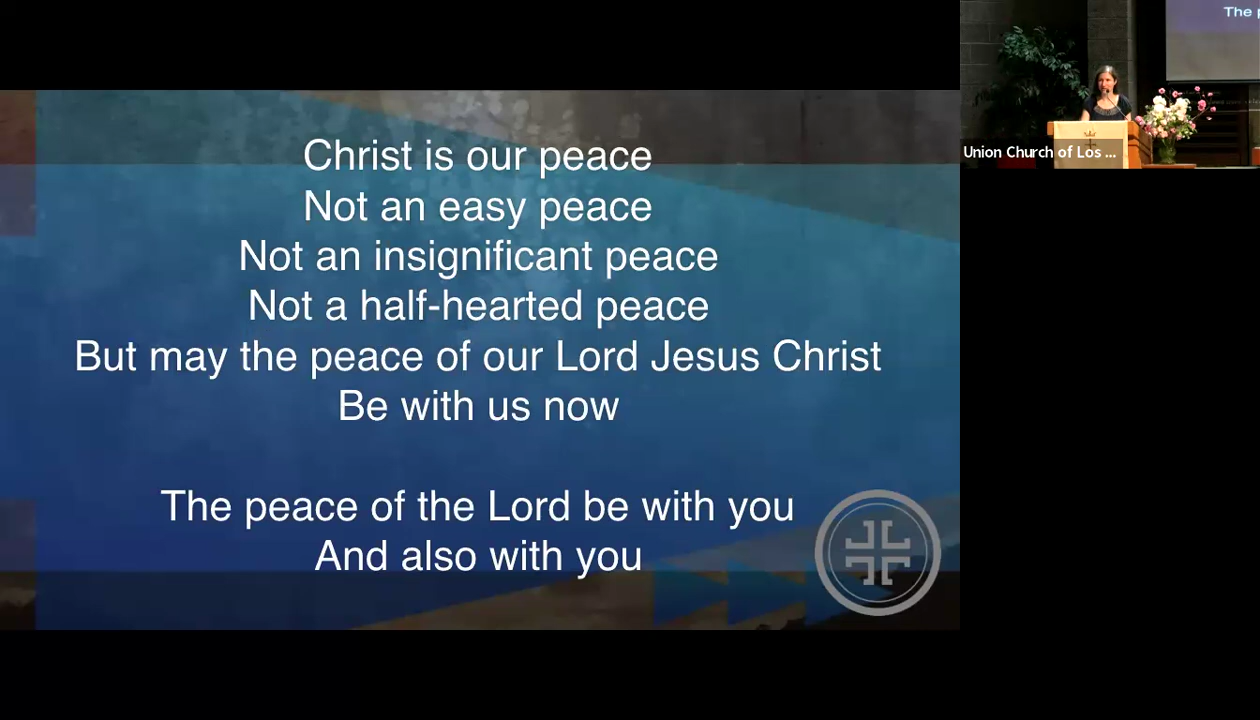 Christ is our peace
Not an easy peace
Not an insignificant peace
Not a half-hearted peace
But may the peace of our Lord Jesus Christ
Be with us now
The peace of the Lord be with you
And also with you
The
Union Church of Los ...